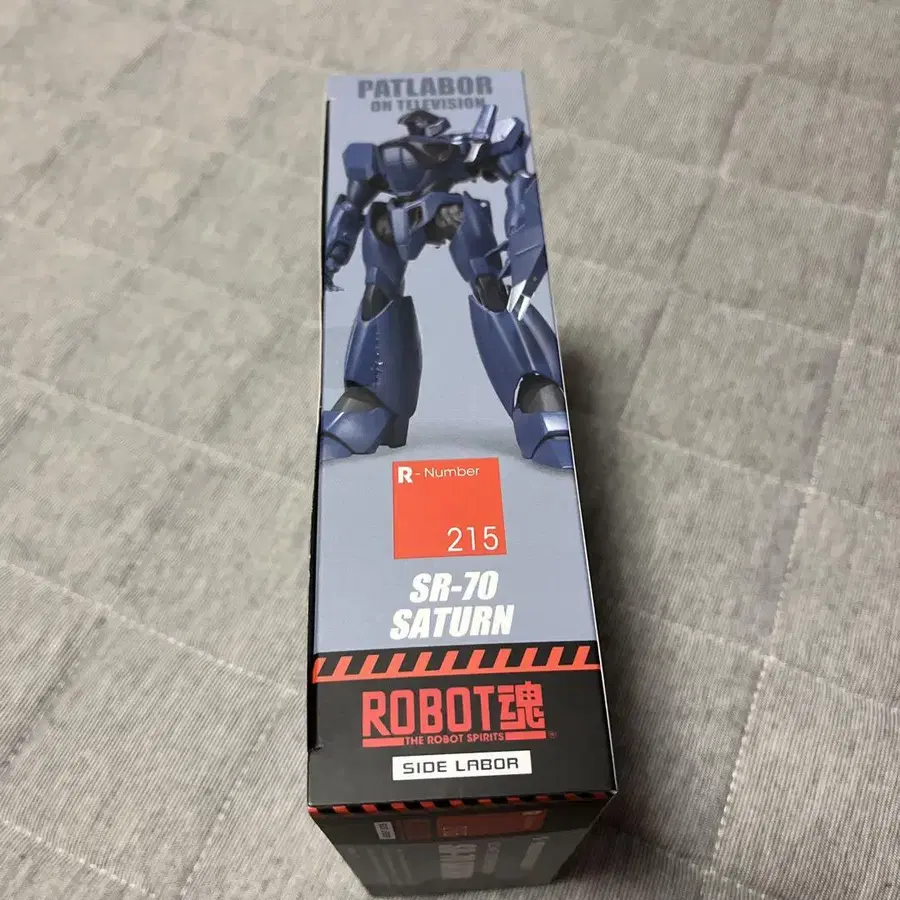 PATLABOR
ON TELEVISION
R - Number
215
SR-70
SATURN
ROBOT魂
THE ROBOT SPIRITS
®
SIDE LABOR